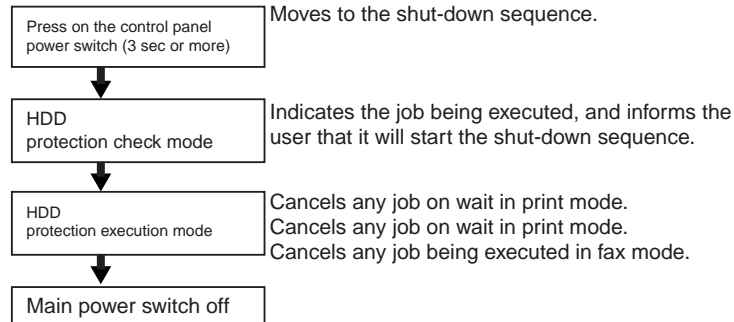 Press on the control panel
power switch (3 sec or more)
Moves to the shut-down sequence.
HDD
protection check mode
Indicates the job being executed, and informs the
user that it will start the shut-down sequence.
HDD
protection execution mode
Cancels any job on wait in print mode.
Cancels any job on wait in print mode.
Cancels any job being executed in fax mode.
Main power switch off